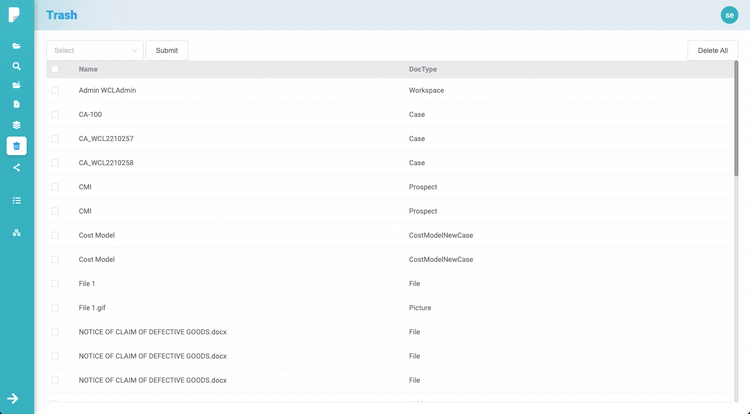 Trash
se
Select Submit Delete All
Name DocType
Admin WCLAdmin Workspace
CA-100 Case
CA_WCL2210257 Case
CA_WCL2210258 Case
CMI Prospect
CMI Prospect
Cost Model CostModelNewCase
Cost Model CostModelNewCase
File 1 File
File 1.gif Picture
NOTICE OF CLAIM OF DEFECTIVE GOODS.docx File
NOTICE OF CLAIM OF DEFECTIVE GOODS.docx File
NOTICE OF CLAIM OF DEFECTIVE GOODS.docx File